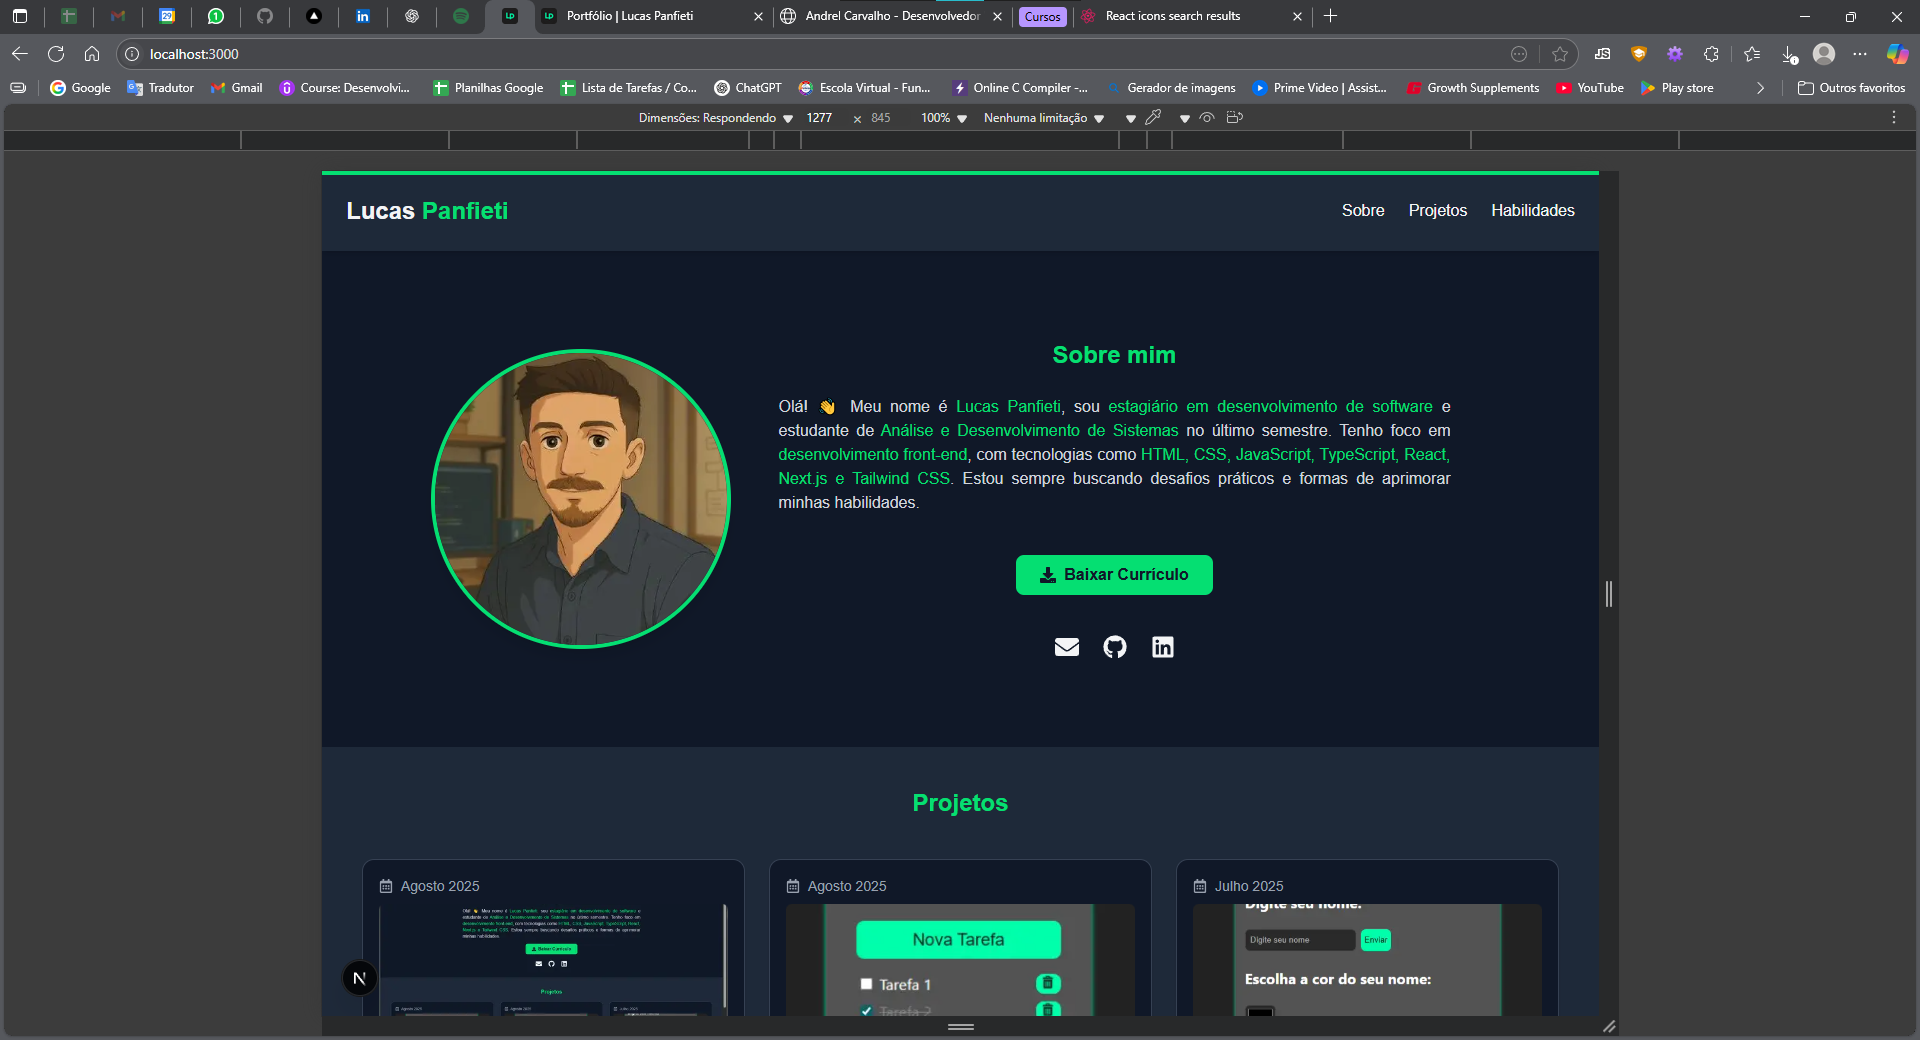 Portfólio | Lucas Panfieti
Andrel Carvalho - Desenvolvedor
Cursos
React icons search results
localhost:3000
Google
Tradutor
Gmail
Course: Desenvolvi...
Planilhas Google
Lista de Tarefas / Co...
ChatGPT
Escola Virtual - Fun...
Online C Compiler -...
Gerador de imagens
Prime Video | Assist...
Growth Supplements
YouTube
Play store
Outros favoritos
Dimensões: Respondendo 1277 × 845 100% Nenhuma limitação
Lucas Panfieti
Sobre Projetos Habilidades
Sobre mim
Olá! 👋 Meu nome é Lucas Panfieti, sou estagiário em desenvolvimento de software e
estudante de Análise e Desenvolvimento de Sistemas no último semestre. Tenho foco em
desenvolvimento front-end, com tecnologias como HTML, CSS, JavaScript, TypeScript, React,
Next.js e Tailwind CSS. Estou sempre buscando desafios práticos e formas de aprimorar
minhas habilidades.
Baixar Currículo
Projetos
Agosto 2025
Baixar Currículo
Projetos
N
Agosto 2025
Nova Tarefa
Tarefa 1
Tarefa 2
Julho 2025
Digite seu nome:
Digite seu nome
Enviar
Escolha a cor do seu nome: